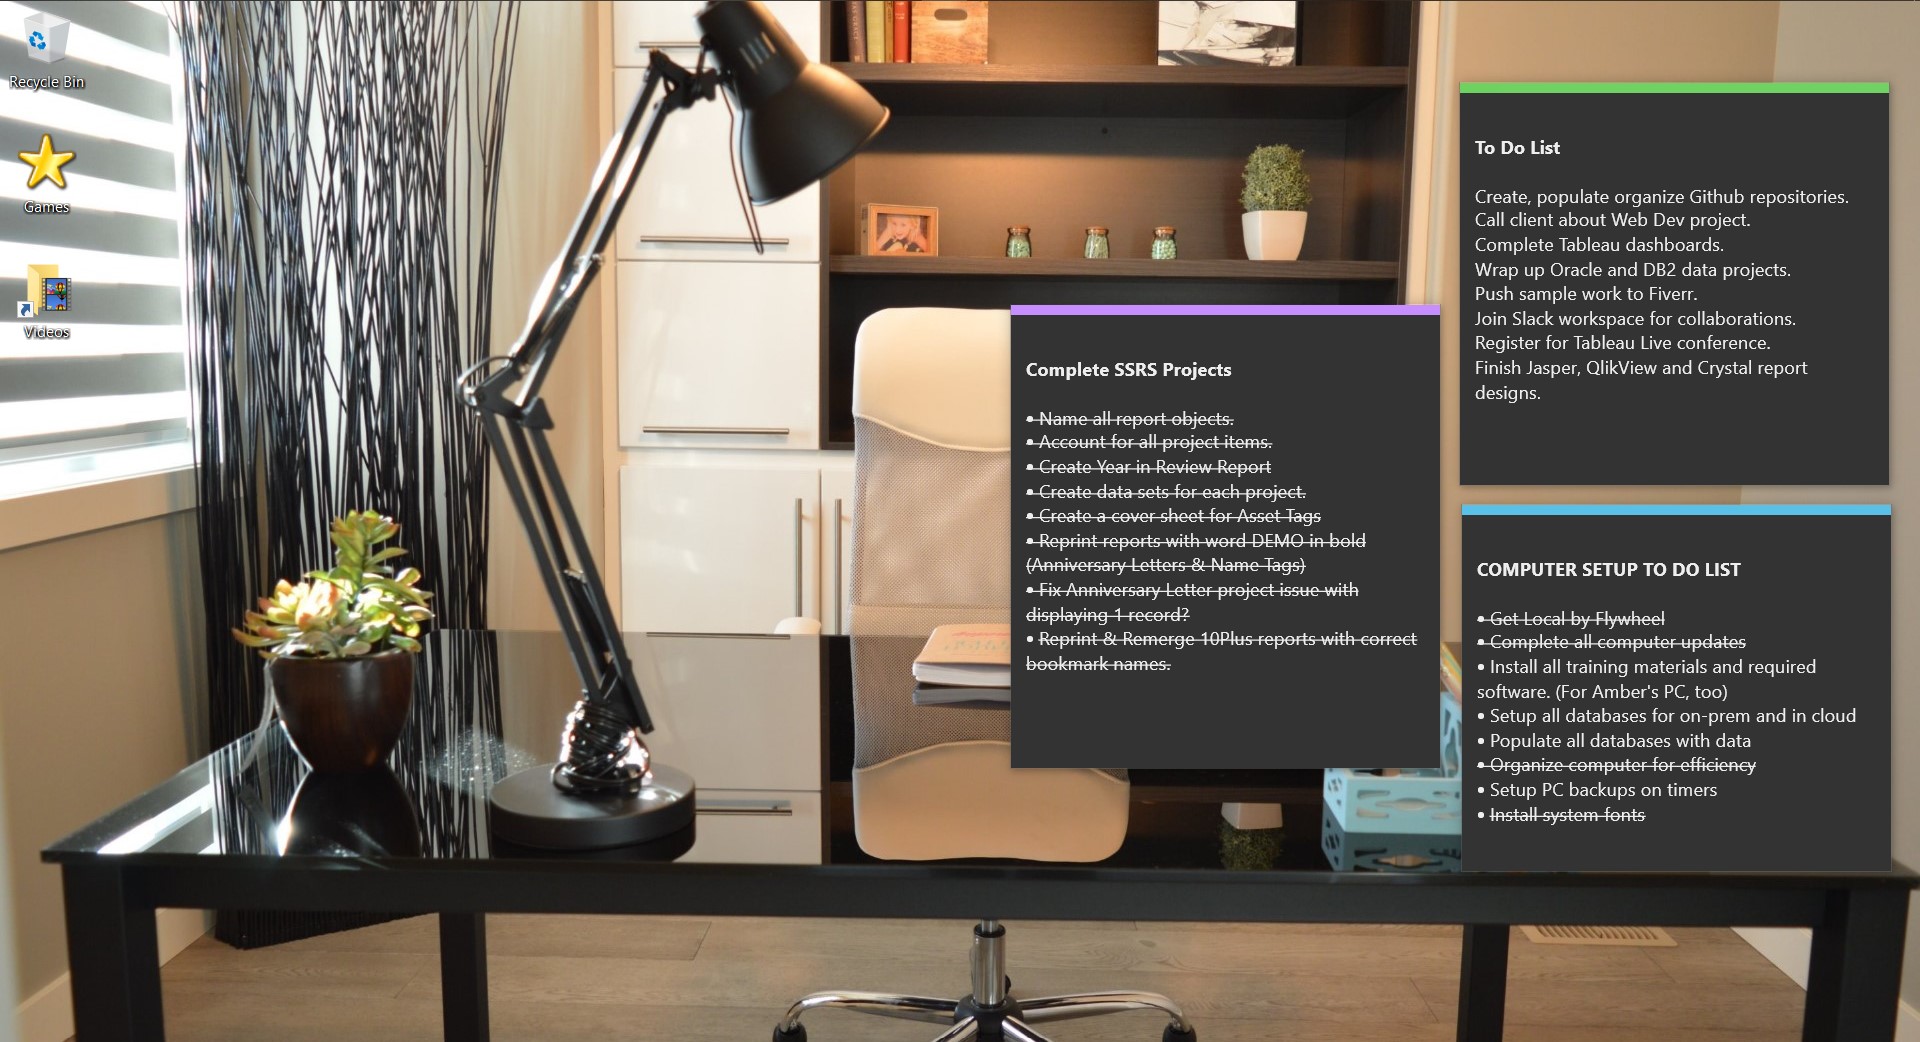 Recycle Bin
Games
Videos
To Do List
Create, populate organize Github repositories.
Call client about Web Dev project.
Complete Tableau dashboards.
Wrap up Oracle and DB2 data projects.
Push sample work to Fiverr.
Join Slack workspace for collaborations.
Register for Tableau Live conference.
Finish Jasper, QlikView and Crystal report
designs.
Complete SSRS Projects
• Name all report objects.
• Account for all project items.
• Create Year in Review Report
• Create data sets for each project.
• Create a cover sheet for Asset Tags
• Reprint reports with word DEMO in bold
(Anniversary Letters & Name Tags)
• Fix Anniversary Letter project issue with
displaying 1 record?
• Reprint & Remerge 10Plus reports with correct
bookmark names.
COMPUTER SETUP TO DO LIST
• Get Local by Flywheel
• Complete all computer updates
• Install all training materials and required
software. (For Amber's PC, too)
• Setup all databases for on-prem and in cloud
• Populate all databases with data
• Organize computer for efficiency
• Setup PC backups on timers
• Install system fonts